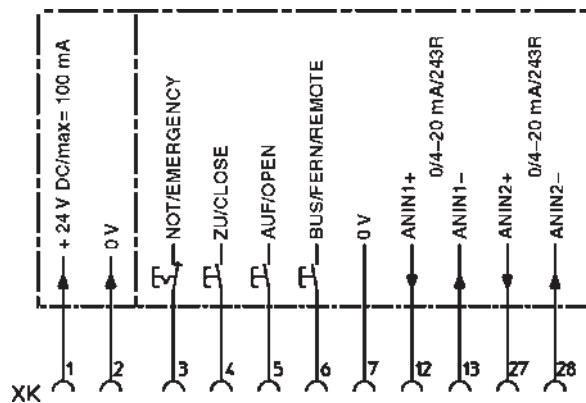 + 24 V DC/max= 100 mA
0 V
NOT/EMERGENCY
ZU/CLOSE
AUF/OPEN
BUS/FERN/REMOTE
0 V
ANIN1+
0/4–20 mA/243R
ANIN1–
ANIN2+
0/4–20 mA/243R
ANIN2–
XK 1 2 3 4 5 6 7 12 13 27 28